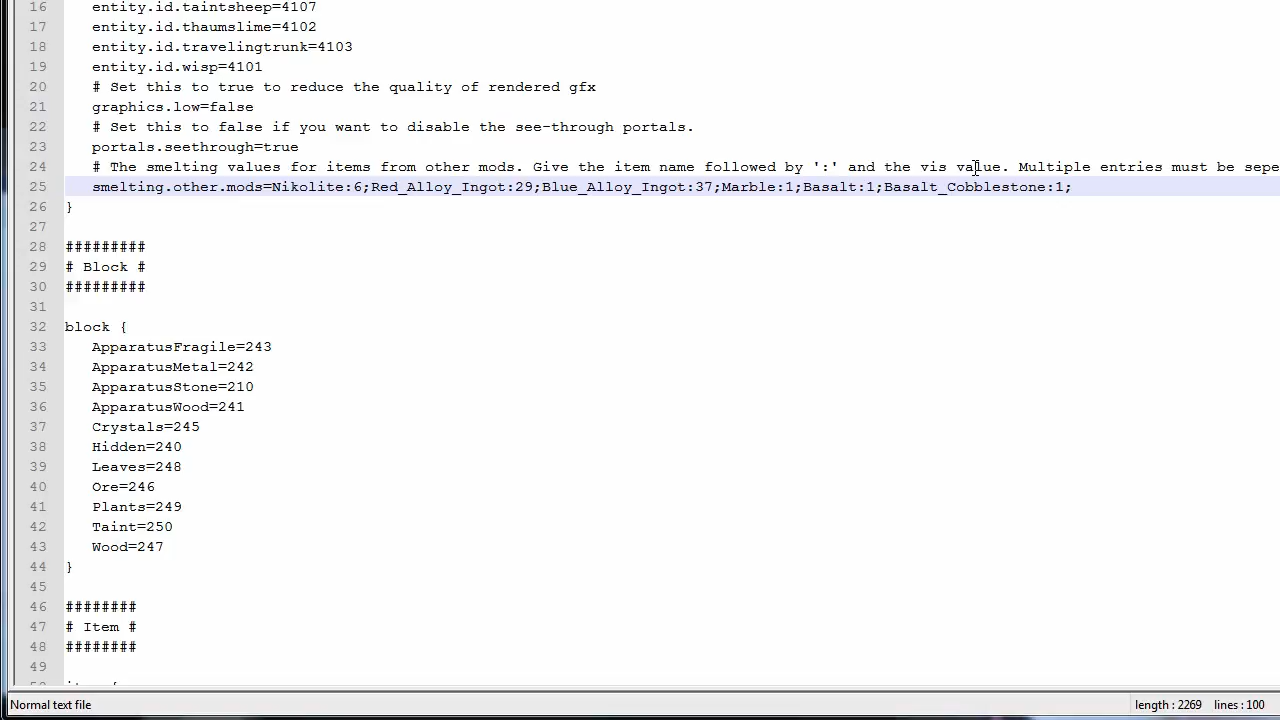 16 entity.id.taintsheep=4107
17 entity.id.thaumslime=4102
18 entity.id.travelingtrunk=4103
19 entity.id.wisp=4101
20 # Set this to true to reduce the quality of rendered gfx
21 graphics.low=false
22 # Set this to false if you want to disable the see-through portals.
23 portals.seethrough=true
24 # The smelting values for items from other mods. Give the item name followed by ':' and the vis value. Multiple entries must be sepe
25 smelting.other.mods=Nikolite:6;Red_Alloy_Ingot:29;Blue_Alloy_Ingot:37;Marble:1;Basalt:1;Basalt_Cobblestone:1;
26 }
27
28 #########
29 # Block #
30 #########
31
32 block {
33 ApparatusFragile=243
34 ApparatusMetal=242
35 ApparatusStone=210
36 ApparatusWood=241
37 Crystals=245
38 Hidden=240
39 Leaves=248
40 Ore=246
41 Plants=249
42 Taint=250
43 Wood=247
44 }
45
46 ########
47 # Item #
48 ########
49
Normal text file length : 2269 lines : 100